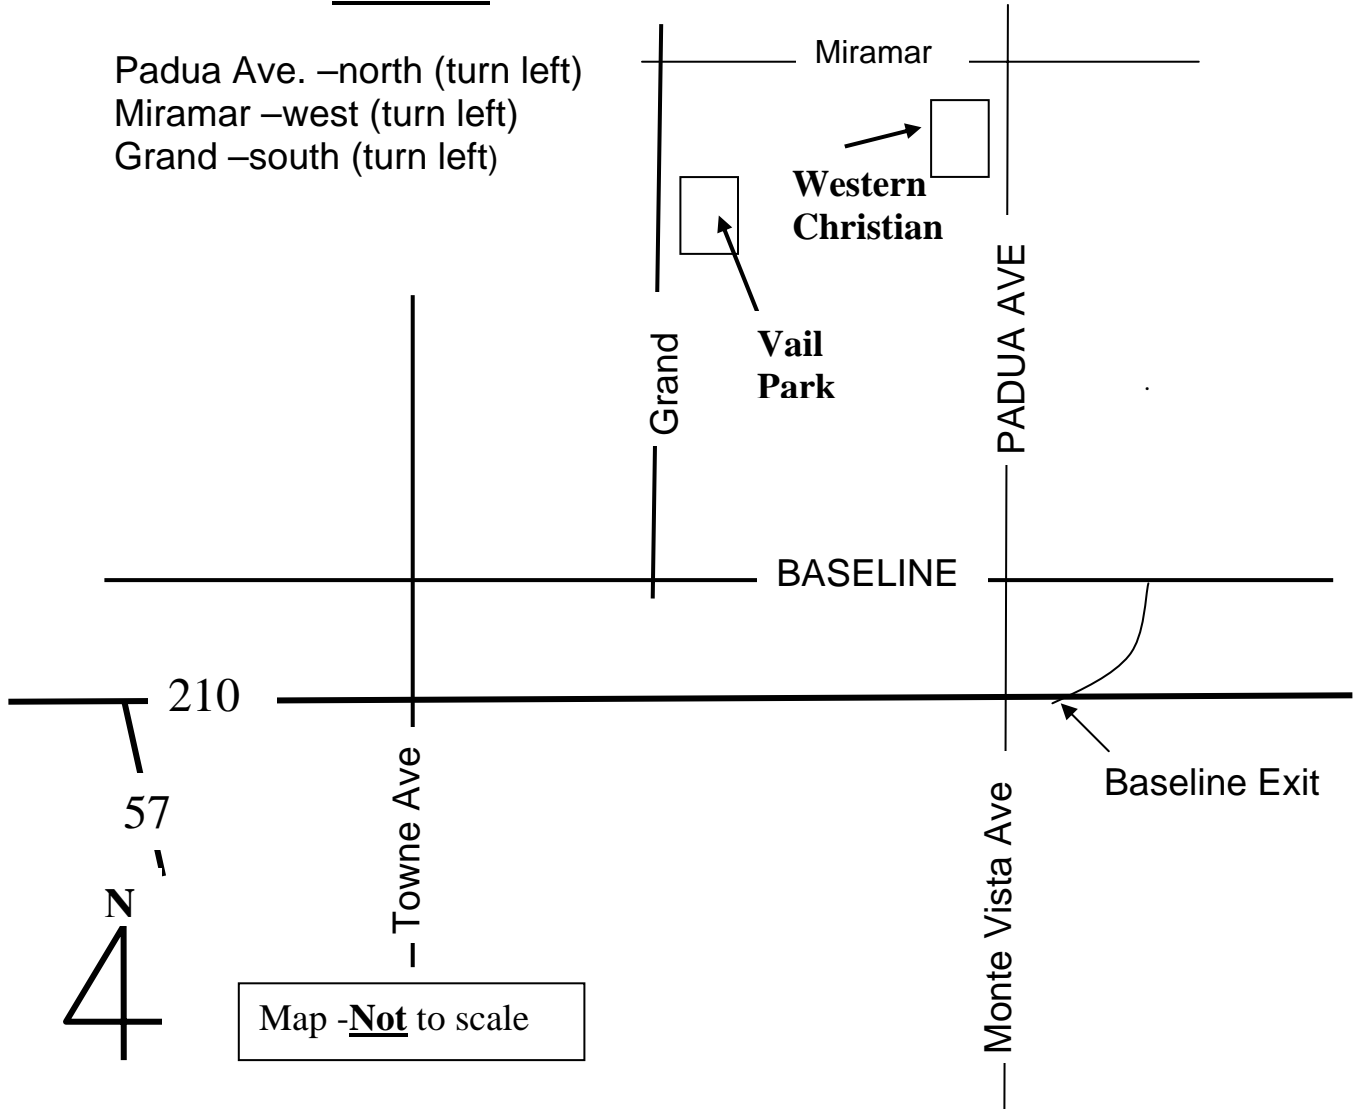 Padua Ave. –north (turn left)
Miramar –west (turn left)
Grand –south (turn left)
Miramar
Western
Christian
Vail
Park
Grand
PADUA AVE
BASELINE
210
57
Towne Ave
Monte Vista Ave
Baseline Exit
N
Map -Not to scale